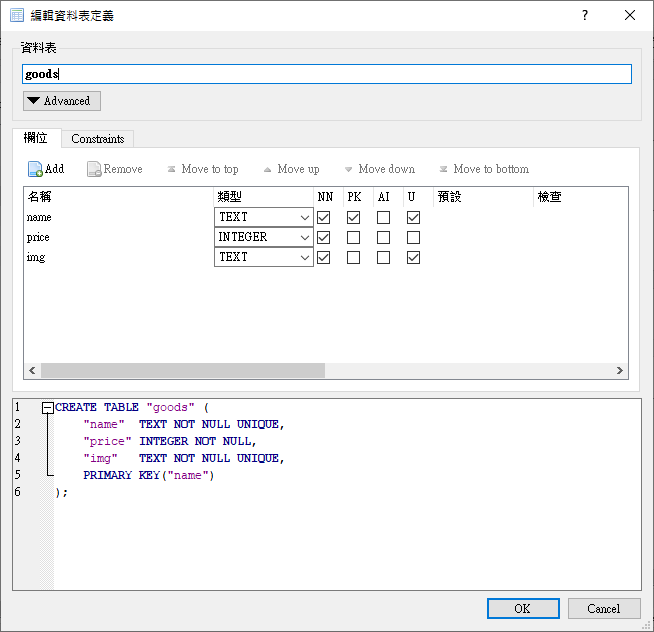 編輯資料表定義
?
資料表
goods
Advanced
欄位 Constraints
Add Remove Move to top Move up Move down Move to bottom
名稱 類型 NN PK AI U 預設 檢查
name TEXT
price INTEGER
img TEXT
1 CREATE TABLE "goods" (
2 "name" TEXT NOT NULL UNIQUE,
3 "price" INTEGER NOT NULL,
4 "img" TEXT NOT NULL UNIQUE,
5 PRIMARY KEY("name")
6 );
OK Cancel